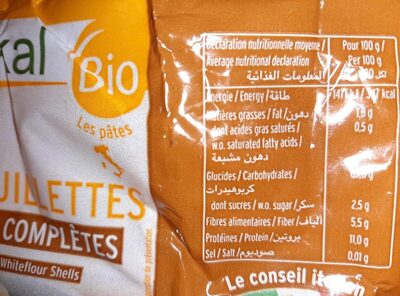 kal
Bio
Les pâtes
UILLETTES
COMPLÈTES
Whiteflour Shells
Déclaration nutritionnelle moyenne / Pour 100 g /
Average nutritional declaration Per 100 g
المعلومات الغذائية لكل
Energie / Energy / طاقة
Matières grasses / Fat / دهون 1,8 g
dont acides gras saturés / 0,5 g
w.o. saturated fatty acids /
دهون مشبعة
Glucides / Carbohydrates /
كربوهيدرات
dont sucres / w.o. sugar / سكر 2,5 g
Fibres alimentaires / Fiber / ألياف 5,5 g
Protéines / Protein / بروتين 11,0 g
Sel / Salt / صوديوم 0,01 g
Le conseil